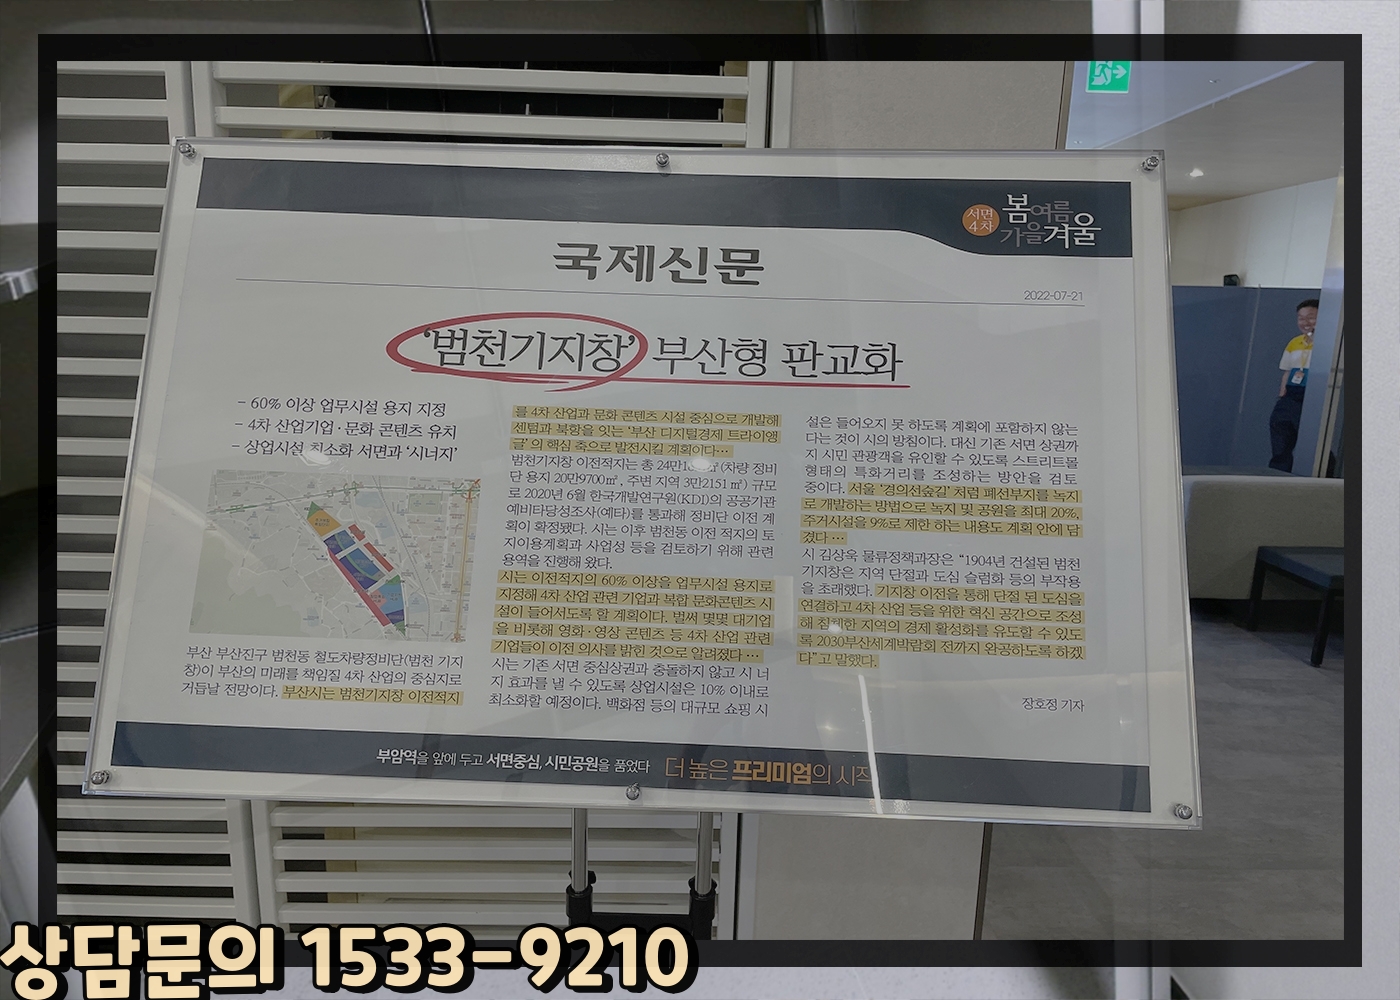 서면
4차
봄여름
가을겨울
국제신문
2022-07-21
'범천기지창' 부산형 판교화
- 60% 이상 업무시설 용지 지정
- 4차 산업기업·문화 콘텐츠 유치
- 상업시설 최소화 서면과 '시너지'
부산 부산진구 범천동 철도차량정비단(범천 기지
창)이 부산의 미래를 책임질 4차 산업의 중심지로
거듭날 전망이다. 부산시는 범천기지창 이전적지
를 4차 산업과 문화 콘텐츠 시설 중심으로 개발해
센텀과 북항을 잇는 '부산 디지털경제 트라이앵
글' 의 핵심 축으로 발전시킬 계획이다…
범천기지창 이전적지는 총 (차량 정비
단 용지 20만9700㎡, 주변 지역 3만2151㎡) 규모
로 2020년 6월 한국개발연구원(KDI)의 공공기관
예비타당성조사(예타)를 통과해 정비단 이전 계
획이 확정됐다. 시는 이후 범천동 이전 적지의 토
지이용계획과 사업성 등을 검토하기 위해 관련
용역을 진행해 왔다.
시는 이전적지의 60% 이상을 업무시설 용지로
지정해 4차 산업 관련 기업과 복합 문화콘텐츠 시
설이 들어서도록 할 계획이다. 벌써 몇몇 대기업
을 비롯해 영화·영상 콘텐츠 등 4차 산업 관련
기업들이 이전 의사를 밝힌 것으로 알려졌다 …
시는 기존 서면 중심상권과 충돌하지 않고 시 너
지 효과를 낼 수 있도록 상업시설은 10% 이내로
최소화할 예정이다. 백화점 등의 대규모 쇼핑 시
설은 들어오지 못 하도록 계획에 포함하지 않는
다는 것이 시의 방침이다. 대신 기존 서면 상권까
지 시민 관광객을 유인할 수 있도록 스트리트몰
형태의 특화거리를 조성하는 방안을 검토
중이다. 서울 '경의선숲길' 처럼 폐선부지를 녹지
로 개발하는 방법으로 녹지 및 공원을 최대 20%,
주거시설을 9%로 제한 하는 내용도 계획 안에 담
겼다 …
시 김상욱 물류정책과장은 "1904년 건설된 범천
기지창은 지역 단절과 도심 슬럼화 등의 부작용
을 초래했다. 기지창 이전을 통해 단절 된 도심을
연결하고 4차 산업 등을 위한 혁신 공간으로 조성
해 침체한 지역의 경제 활성화를 유도할 수 있도
록 2030부산세계박람회 전까지 완공하도록 하겠
다"고 말했다.
장호정 기자
부암역을 앞에 두고 서면중심, 시민공원을 품었다 더 높은 프리미엄의 시작
상담문의 1533-9210